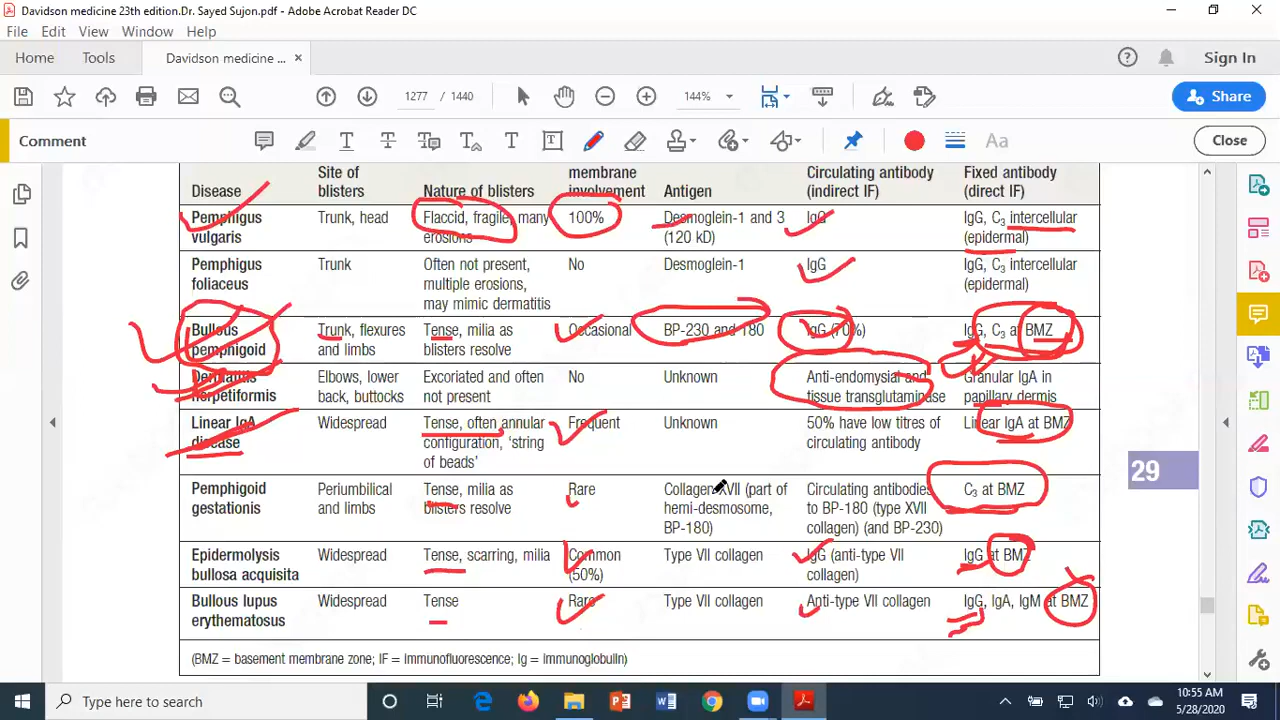 Davidson medicine 23th edition.Dr. Sayed Sujon.pdf - Adobe Acrobat Reader DC
File Edit View Window Help
Home Tools Davidson medicine ... × Sign In
1277 / 1440 144% Share
Comment Close
membrane Circulating antibody Fixed antibody
Site of
Disease blisters Nature of blisters involvement Antigen (indirect IF) (direct IF)
Pemphigus Trunk, head Flaccid, fragile, many 100% Desmoglein-1 and 3 IgG IgG, C3 intercellular
vulgaris erosions (120 kD) (epidermal)
Pemphigus Trunk Often not present, No Desmoglein-1 IgG IgG, C3 intercellular
foliaceus multiple erosions, (epidermal)
may mimic dermatitis
Bullous Trunk, flexures Tense, milia as Occasional BP-230 and 180 IgG (70%) IgG, C3 at BMZ
pemphigoid and limbs blisters resolve
Dermatitis Elbows, lower Excoriated and often No Unknown Anti-endomysial and Granular IgA in
herpetiformis back, buttocks not present tissue transglutaminase papillary dermis
Linear IgA Widespread Tense, often annular Frequent Unknown 50% have low titres of Linear IgA at BMZ
disease configuration, 'string circulating antibody
of beads'
Pemphigoid Periumbilical Tense, milia as Rare Collagen XVII (part of Circulating antibodies C3 at BMZ
gestationis and limbs blisters resolve hemi-desmosome, to BP-180 (type XVII
BP-180) collagen) (and BP-230)
Epidermolysis Widespread Tense, scarring, milia Common Type VII collagen IgG (anti-type VII IgG at BMZ
bullosa acquisita (50%) collagen)
Bullous lupus Widespread Tense Rare Type VII collagen Anti-type VII collagen IgG, IgA, IgM at BMZ
erythematosus
(BMZ = basement membrane zone; IF = immunofluorescence; Ig = immunoglobulin)
29
Type here to search
10:55 AM
5/28/2020